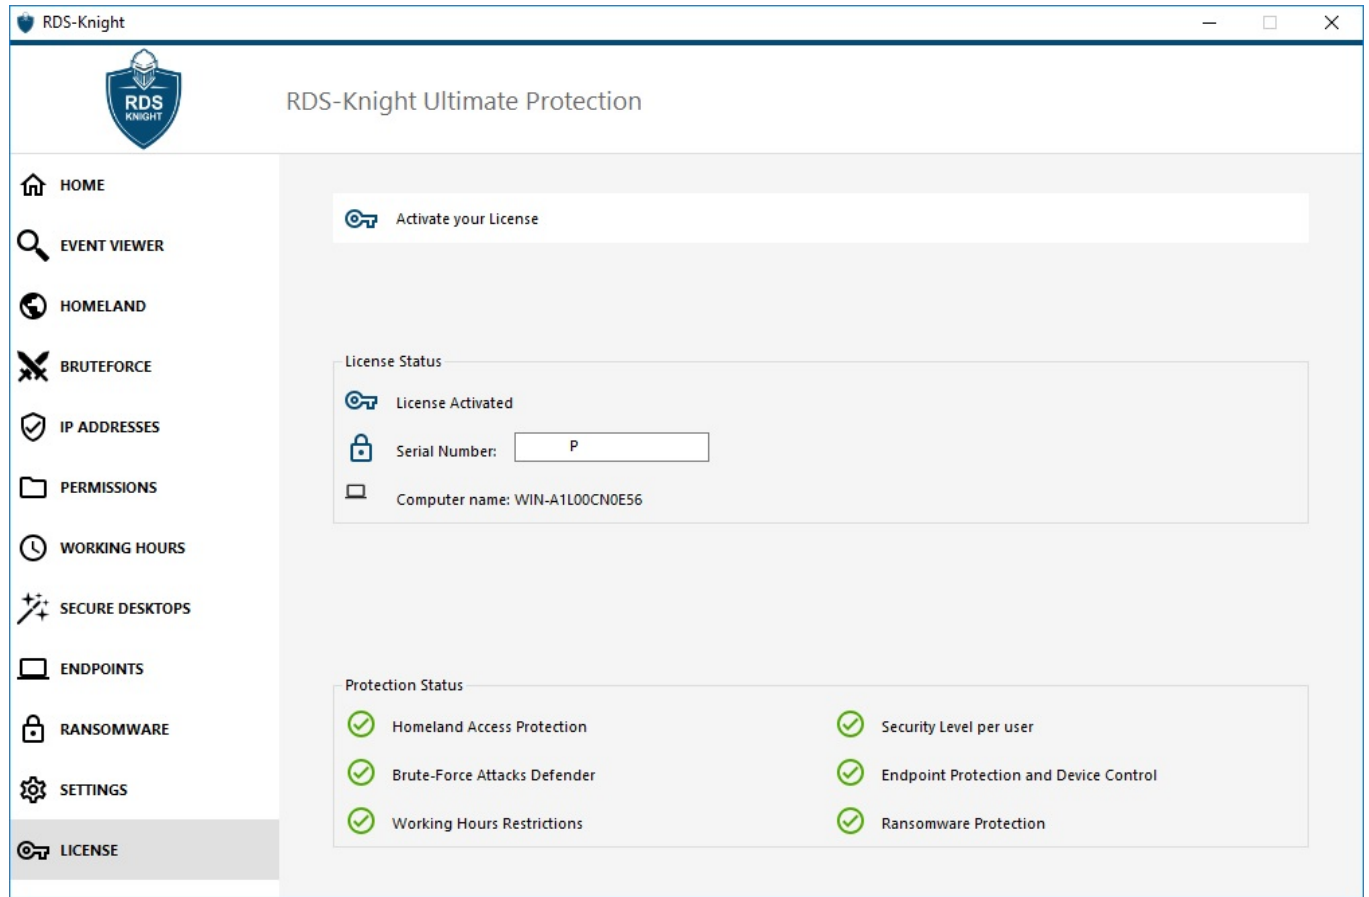 RDS-Knight
RDS
KNIGHT
RDS-Knight Ultimate Protection
HOME
EVENT VIEWER
HOMELAND
BRUTEFORCE
IP ADDRESSES
PERMISSIONS
WORKING HOURS
SECURE DESKTOPS
ENDPOINTS
RANSOMWARE
SETTINGS
LICENSE
Activate your License
License Status
License Activated
Serial Number: P
Computer name: WIN-A1L00CN0E56
Protection Status
Homeland Access Protection
Security Level per user
Brute-Force Attacks Defender
Endpoint Protection and Device Control
Working Hours Restrictions
Ransomware Protection